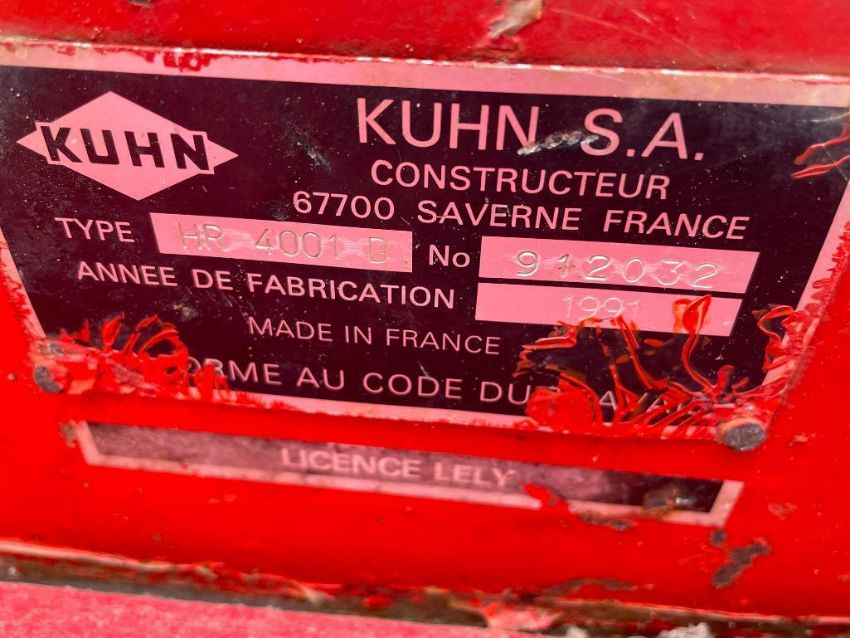 KUHN
KUHN S.A.
CONSTRUCTEUR
67700 SAVERNE FRANCE
TYPE HR 4001 D No 912032
ANNEE DE FABRICATION 1991
MADE IN FRANCE
AU CODE DU
LICENCE LELY